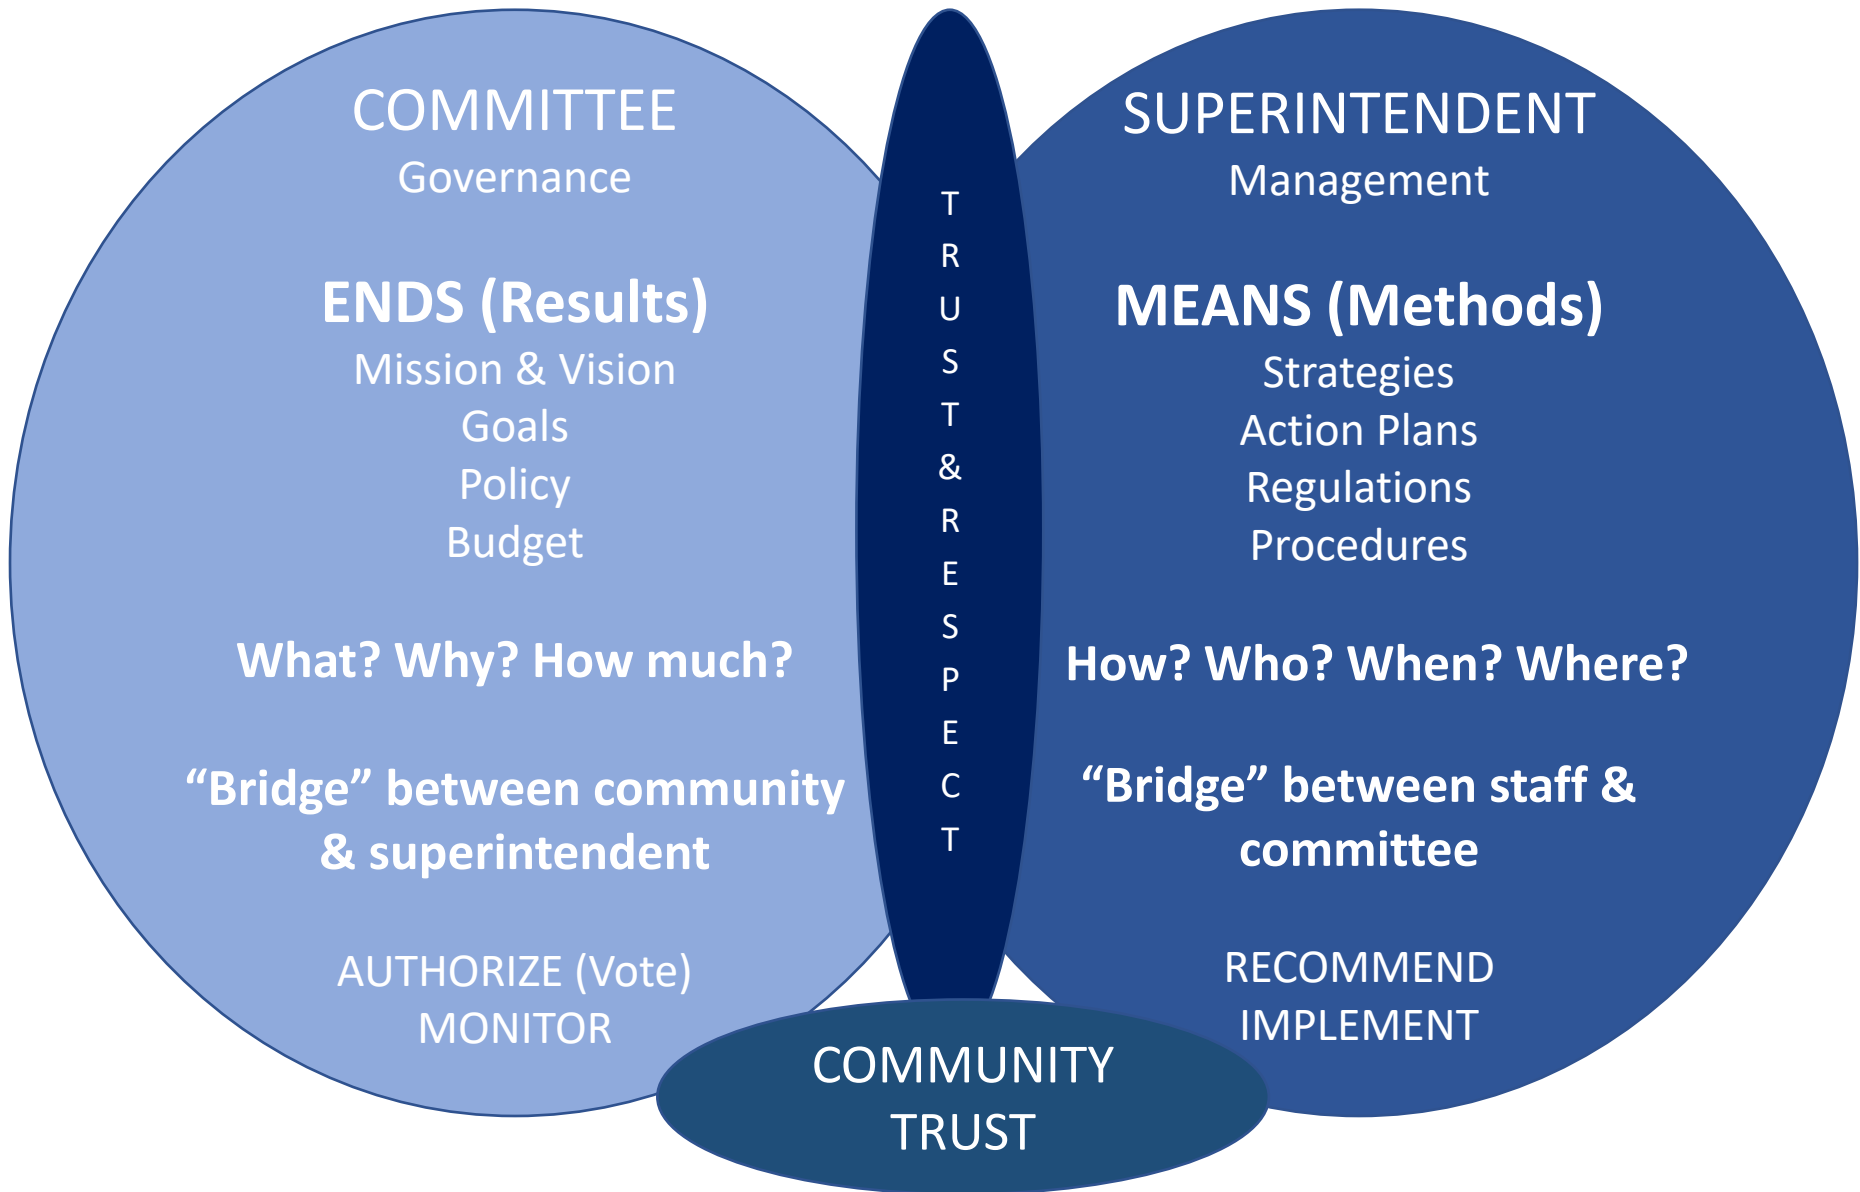 COMMITTEE
Governance
ENDS (Results)
Mission & Vision
Goals
Policy
Budget
What? Why? How much?
“Bridge” between community
& superintendent
AUTHORIZE (Vote)
MONITOR
T
R
U
S
T
&
R
E
S
P
E
C
T
SUPERINTENDENT
Management
MEANS (Methods)
Strategies
Action Plans
Regulations
Procedures
How? Who? When? Where?
“Bridge” between staff &
committee
RECOMMEND
IMPLEMENT
COMMUNITY
TRUST